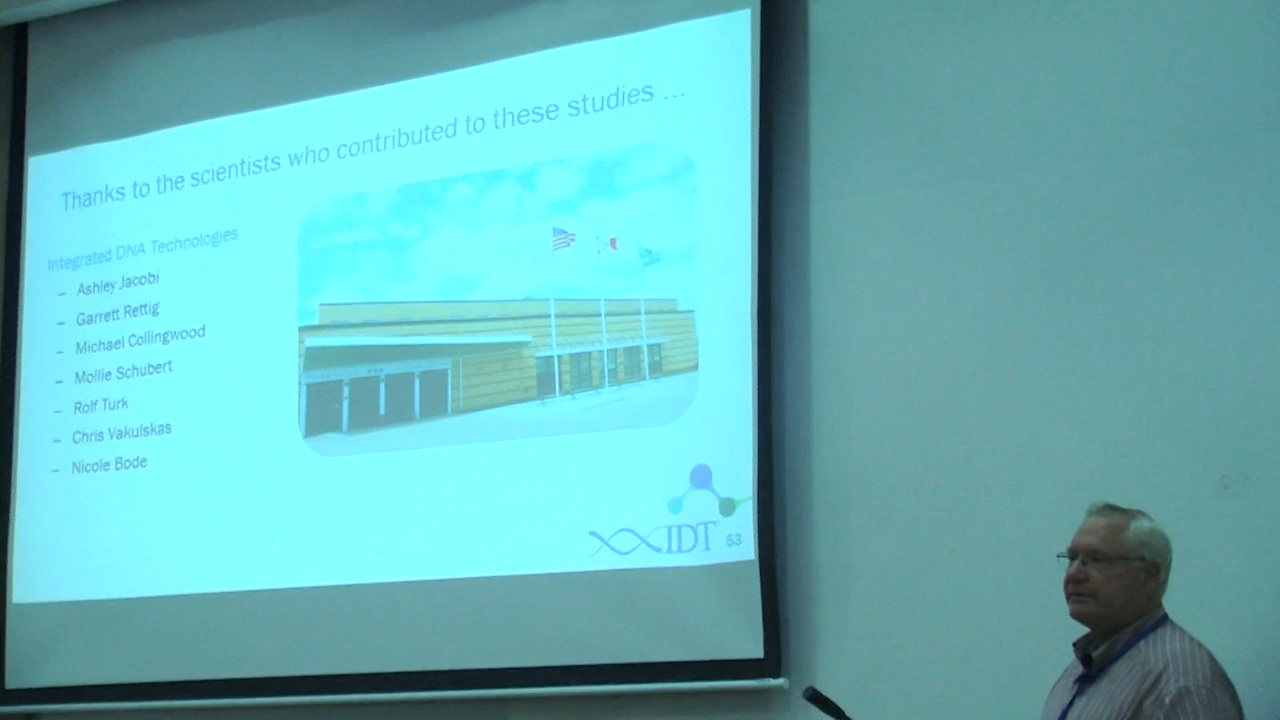 Thanks to the scientists who contributed to these studies ...
Integrated DNA Technologies
– Ashley Jacobi
– Garrett Rettig
– Michael Collingwood
– Mollie Schubert
– Rolf Turk
– Chris Vakulskas
– Nicole Bode
IDT
53